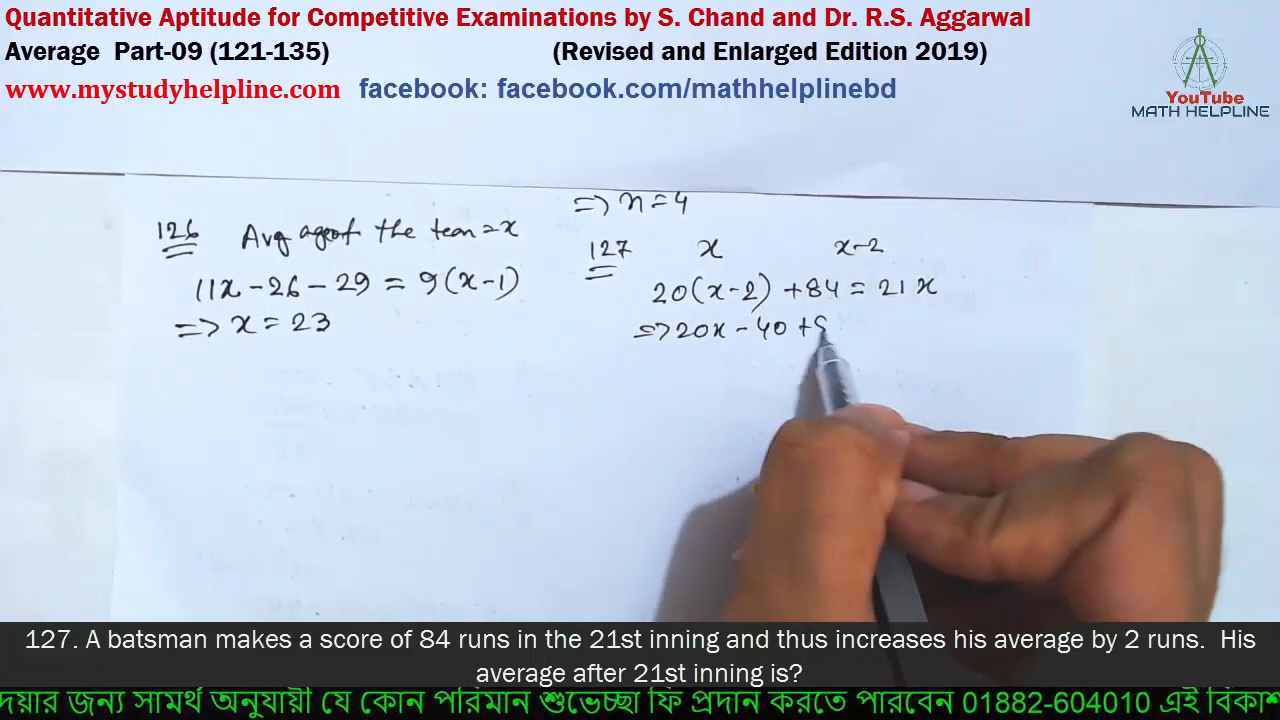 Quantitative Aptitude for Competitive Examinations by S. Chand and Dr. R.S. Aggarwal
Average Part-09 (121-135) (Revised and Enlarged Edition 2019)
www.mystudyhelpline.com facebook: facebook.com/mathhelplinebd
YouTube
MATH HELPLINE
=> n = 4
126 Avg age of the team = x
11x - 26 - 29 = 9(x-1)
=> x = 23
127 x x-2
20(x-2) + 84 = 21x
=> 20x - 40 + 8
127. A batsman makes a score of 84 runs in the 21st inning and thus increases his average by 2 runs. His
average after 21st inning is?
দেয়ার জন্য সামর্থ অনুযায়ী যে কোন পরিমান শুভেচ্ছা ফি প্রদান করতে পারবেন 01882-604010 এই বিকাশ